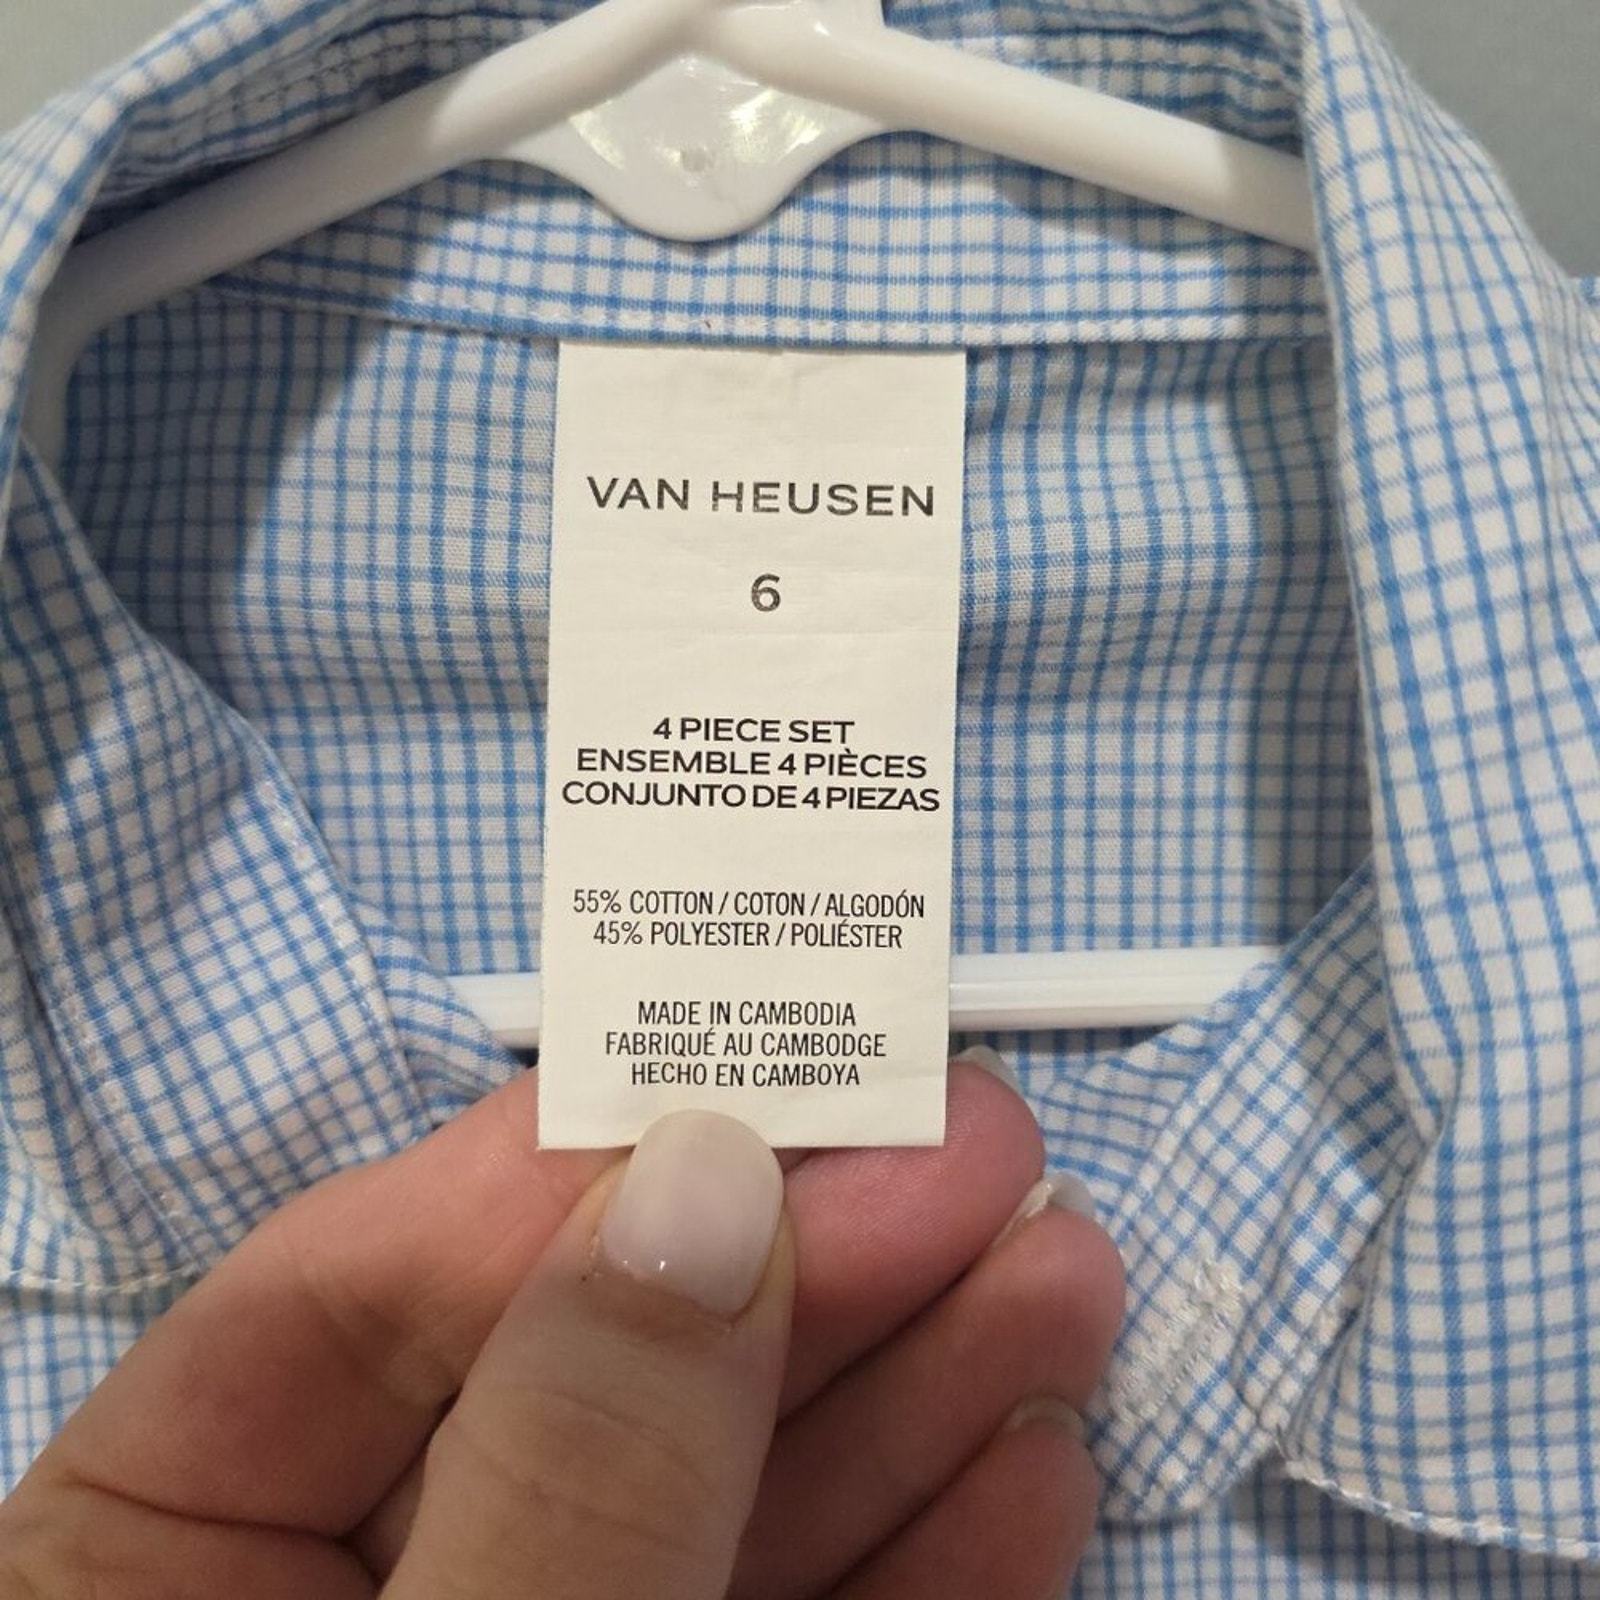 VAN HEUSEN
6
4 PIECE SET
ENSEMBLE 4 PIÈCES
CONJUNTO DE 4 PIEZAS
55% COTTON / COTON / ALGODÓN
45% POLYESTER / POLIÉSTER
MADE IN CAMBODIA
FABRIQUÉ AU CAMBODGE
HECHO EN CAMBOYA